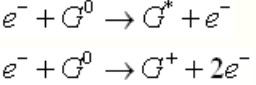 e⁻ + G⁰ → G* + e⁻
e⁻ + G⁰ → G⁺ + 2e⁻